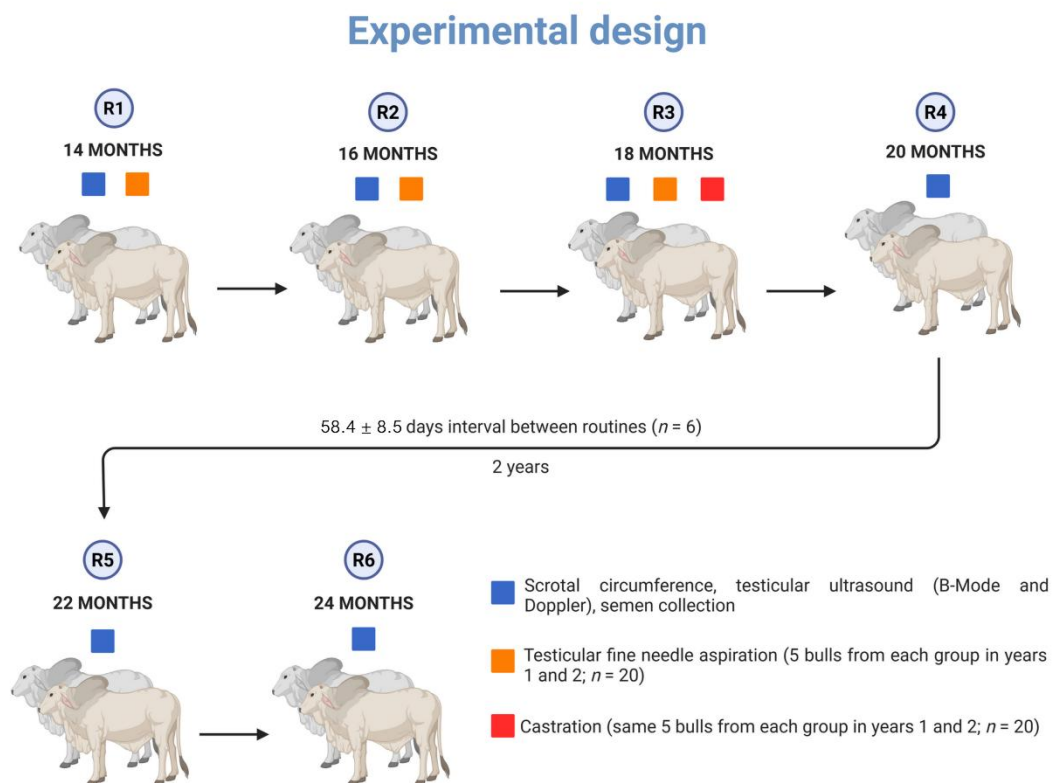 Experimental design
R1
R2
R3
R4
14 MONTHS
16 MONTHS
18 MONTHS
20 MONTHS
58.4 ± 8.5 days interval between routines (n = 6)
2 years
R5
R6
22 MONTHS
24 MONTHS
Scrotal circumference, testicular ultrasound (B-Mode and
Doppler), semen collection
Testicular fine needle aspiration (5 bulls from each group in years
1 and 2; n = 20)
Castration (same 5 bulls from each group in years 1 and 2; n = 20)